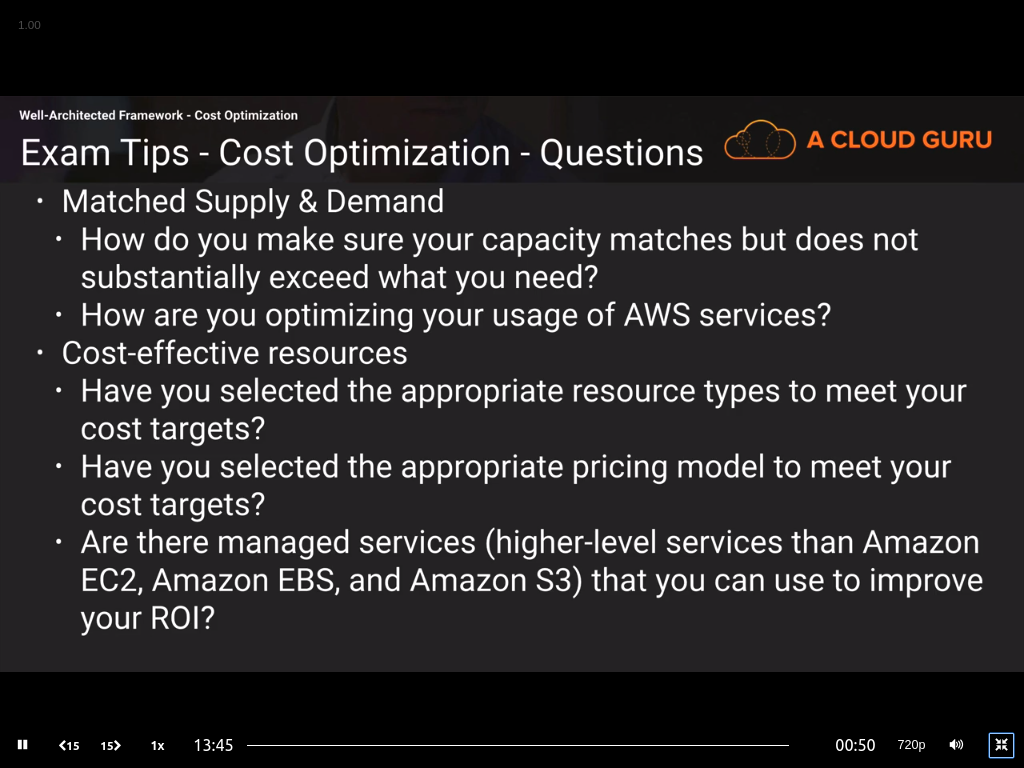 1.00
Well-Architected Framework - Cost Optimization
Exam Tips - Cost Optimization - Questions
A CLOUD GURU
• Matched Supply & Demand
• How do you make sure your capacity matches but does not
substantially exceed what you need?
• How are you optimizing your usage of AWS services?
• Cost-effective resources
• Have you selected the appropriate resource types to meet your
cost targets?
• Have you selected the appropriate pricing model to meet your
cost targets?
• Are there managed services (higher-level services than Amazon
EC2, Amazon EBS, and Amazon S3) that you can use to improve
your ROI?
15 15 1x 13:45 00:50 720p